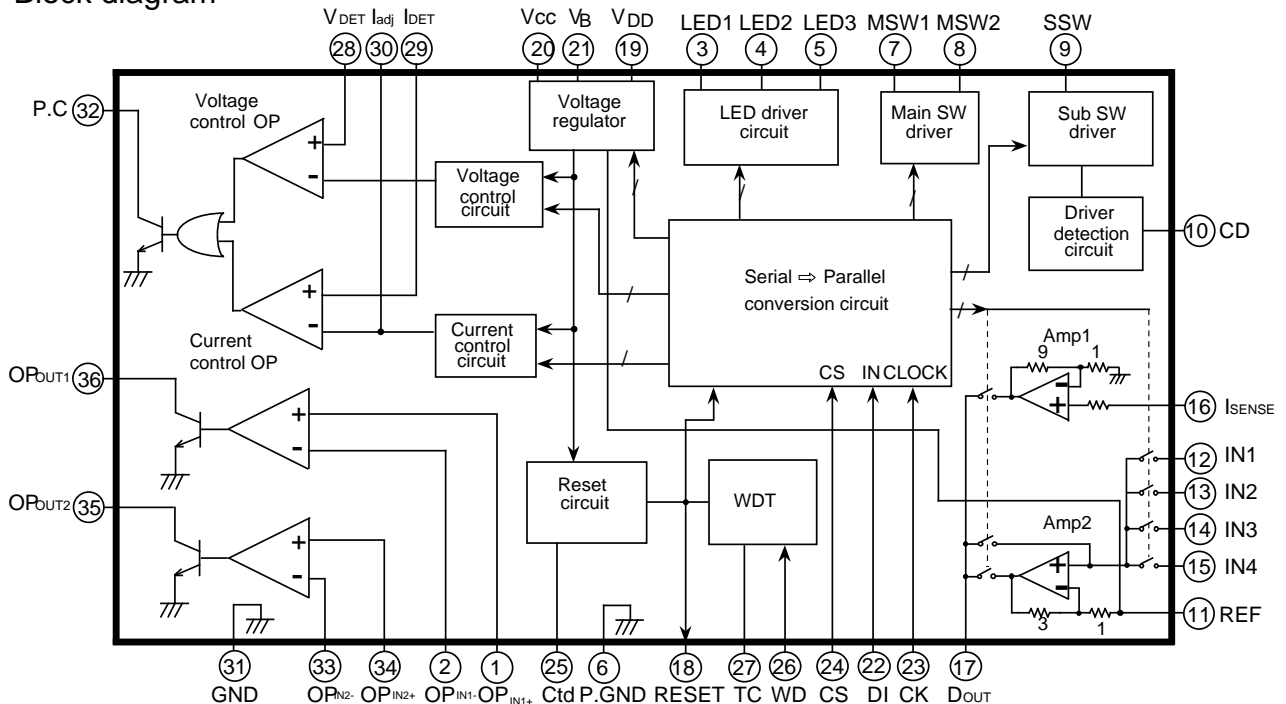 Block diagram
VDET Iadj IDET Vcc VB VDD LED1 LED2 LED3 MSW1 MSW2 SSW
28 30 29 20 21 19 3 4 5 7 8 9
P.C 32
Voltage
control OP
+
-
Voltage
regulator
LED driver
circuit
Main SW
driver
Sub SW
driver
Voltage
control
circuit
Driver
detection
circuit
10 CD
Serial ⇨ Parallel
conversion circuit
+
-
Current
control OP
Current
control
circuit
CS IN CLOCK
Amp1
9 1
-
+
16 ISENSE
OPOUT1 36
+
-
12 IN1
13 IN2
14 IN3
15 IN4
Reset
circuit
WDT
OPOUT2 35
+
-
Amp2
+
-
3 1
11 REF
31 33 34 2 1 25 6 18 27 26 24 22 23 17
GND OPIN2- OPIN2+ OPIN1- OPIN1+ Ctd P.GND RESET TC WD CS DI CK DOUT